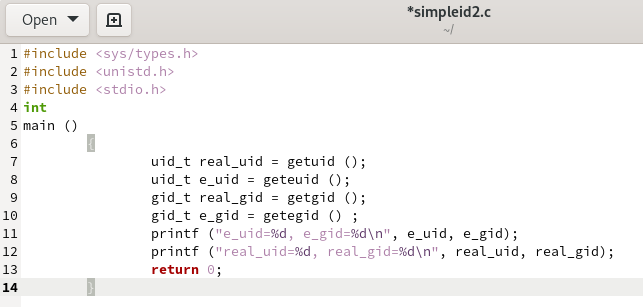 Open
*simpleid2.c
~/
1 #include <sys/types.h>
2 #include <unistd.h>
3 #include <stdio.h>
4 int
5 main ()
6 {
7 uid_t real_uid = getuid ();
8 uid_t e_uid = geteuid ();
9 gid_t real_gid = getgid ();
10 gid_t e_gid = getegid () ;
11 printf ("e_uid=%d, e_gid=%d\n", e_uid, e_gid);
12 printf ("real_uid=%d, real_gid=%d\n", real_uid, real_gid);
13 return 0;
14 }